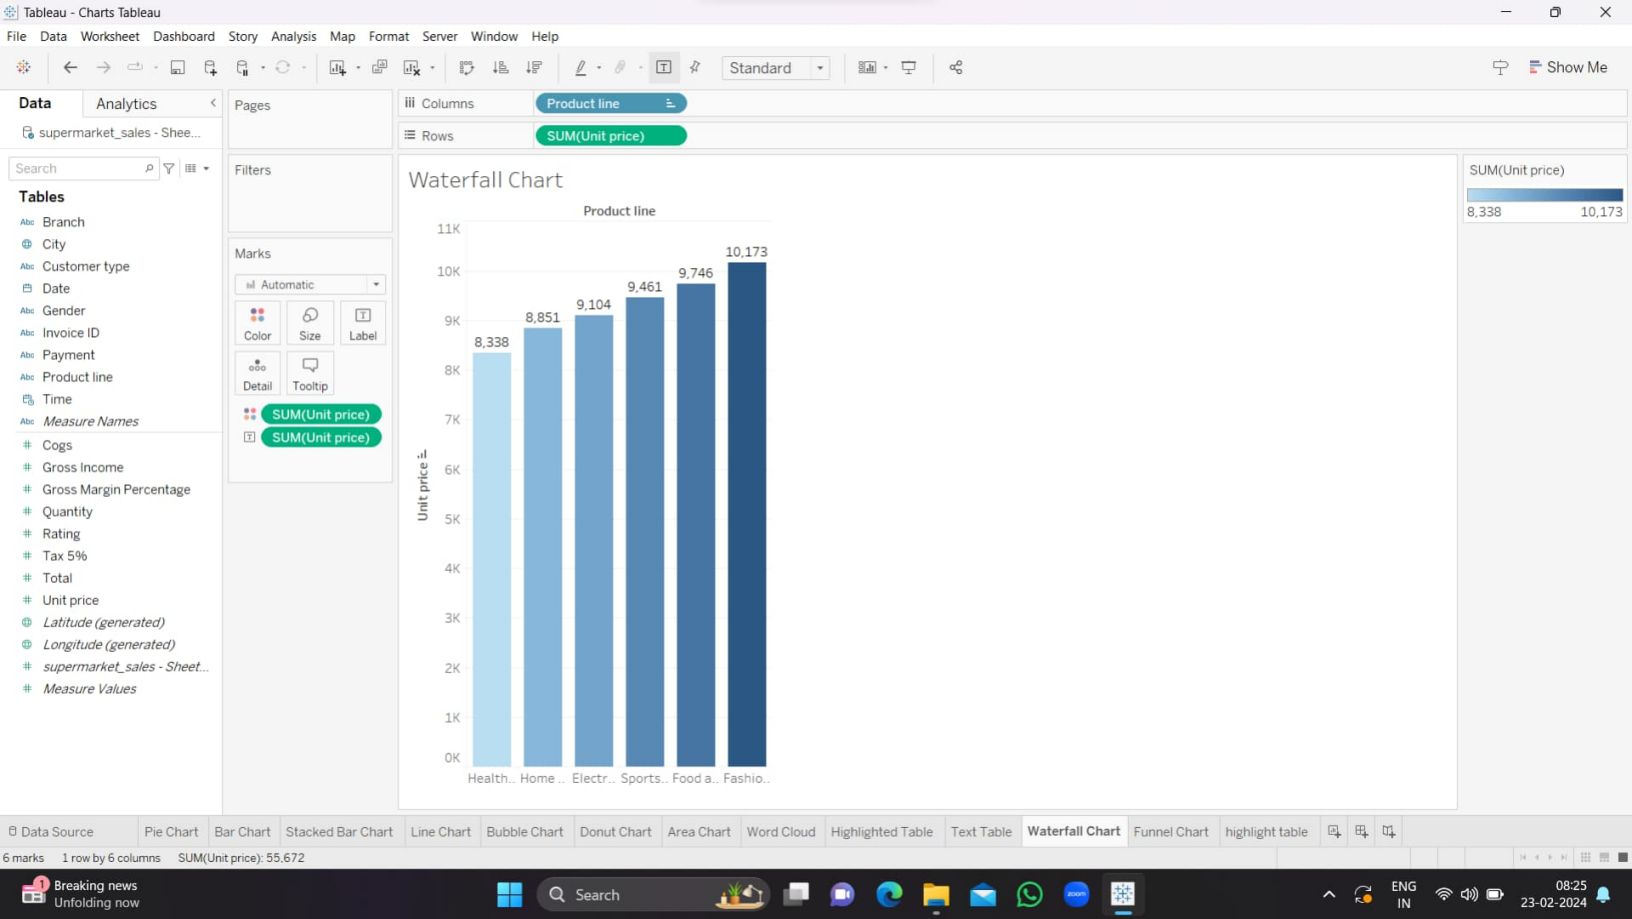 Tableau - Charts Tableau
File Data Worksheet Dashboard Story Analysis Map Format Server Window Help
Standard
Show Me
Data Analytics
supermarket_sales - Shee...
Search
Tables
Abc Branch
City
Abc Customer type
Date
Abc Gender
Abc Invoice ID
Abc Payment
Abc Product line
Time
Abc Measure Names
# Cogs
# Gross Income
# Gross Margin Percentage
# Quantity
# Rating
# Tax 5%
# Total
# Unit price
Latitude (generated)
Longitude (generated)
# supermarket_sales - Sheet...
# Measure Values
Pages
Filters
Marks
Automatic
Color Size Label
Detail Tooltip
SUM(Unit price)
SUM(Unit price)
Columns Product line
Rows SUM(Unit price)
Waterfall Chart
Product line
11K
10K
9K
8K
7K
6K
5K
4K
3K
2K
1K
0K
Unit price
8,338
8,851
9,104
9,461
9,746
10,173
Health.. Home .. Electr.. Sports.. Food a.. Fashio..
SUM(Unit price)
8,338 10,173
Data Source Pie Chart Bar Chart Stacked Bar Chart Line Chart Bubble Chart Donut Chart Area Chart Word Cloud Highlighted Table Text Table Waterfall Chart Funnel Chart highlight table
6 marks 1 row by 6 columns SUM(Unit price): 55,672
1
Breaking news
Unfolding now
Search
zoom
ENG
IN
08:25
23-02-2024